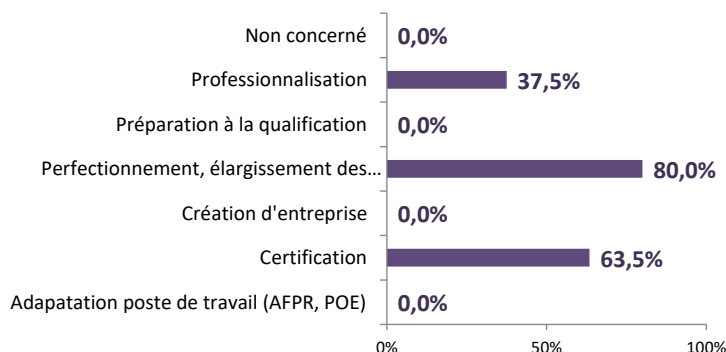 Non concerné 0,0%
Professionnalisation 37,5%
Préparation à la qualification 0,0%
Perfectionnement, élargissement des… 80,0%
Création d'entreprise 0,0%
Certification 63,5%
Adapatation poste de travail (AFPR, POE) 0,0%
0% 50% 100%